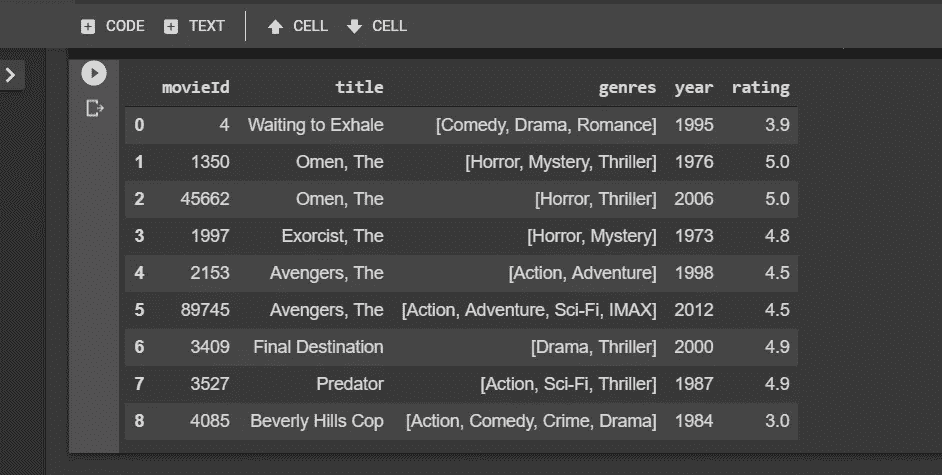 CODE TEXT CELL CELL
movieId title genres year rating
0 4 Waiting to Exhale [Comedy, Drama, Romance] 1995 3.9
1 1350 Omen, The [Horror, Mystery, Thriller] 1976 5.0
2 45662 Omen, The [Horror, Thriller] 2006 5.0
3 1997 Exorcist, The [Horror, Mystery] 1973 4.8
4 2153 Avengers, The [Action, Adventure] 1998 4.5
5 89745 Avengers, The [Action, Adventure, Sci-Fi, IMAX] 2012 4.5
6 3409 Final Destination [Drama, Thriller] 2000 4.9
7 3527 Predator [Action, Sci-Fi, Thriller] 1987 4.9
8 4085 Beverly Hills Cop [Action, Comedy, Crime, Drama] 1984 3.0